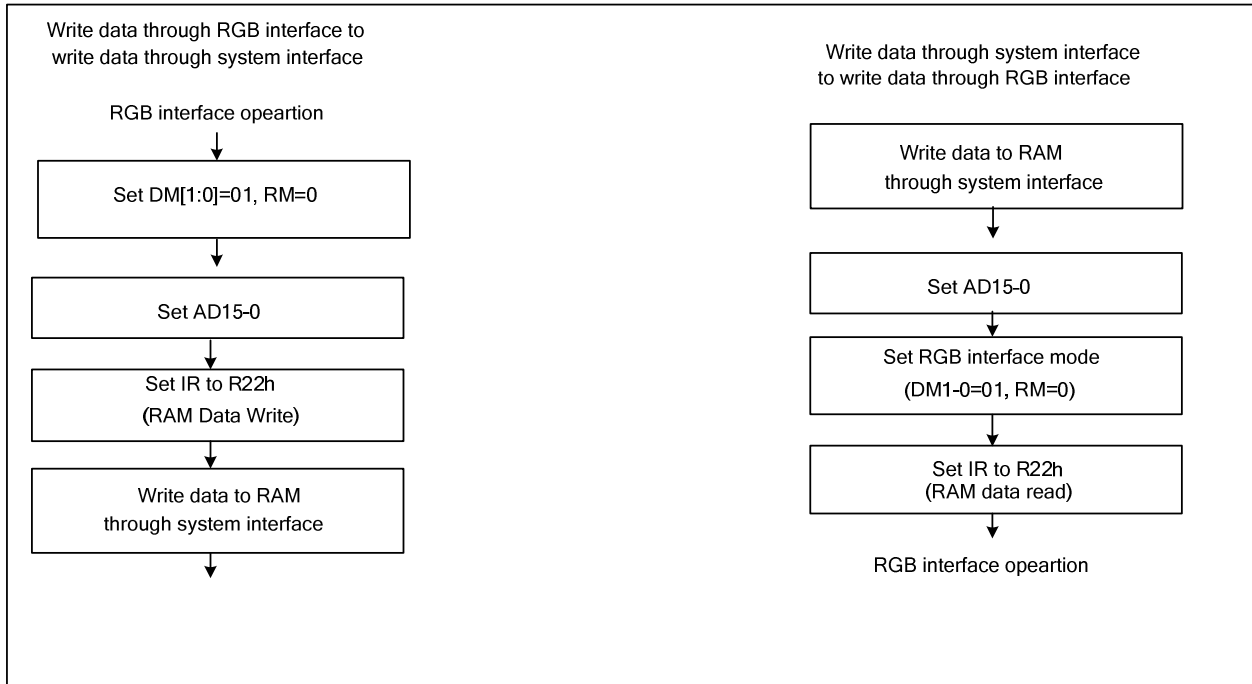 Write data through RGB interface to
write data through system interface
RGB interface opeartion
Set DM[1:0]=01, RM=0
Set AD15-0
Set IR to R22h
(RAM Data Write)
Write data to RAM
through system interface
Write data through system interface
to write data through RGB interface
Write data to RAM
through system interface
Set AD15-0
Set RGB interface mode
(DM1-0=01, RM=0)
Set IR to R22h
(RAM data read)
RGB interface opeartion